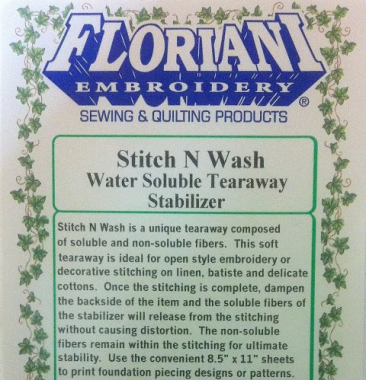 FLORIANI
EMBROIDERY ®
SEWING & QUILTING PRODUCTS
Stitch N Wash
Water Soluble Tearaway
Stabilizer
Stitch N Wash is a unique tearaway composed
of soluble and non-soluble fibers. This soft
tearaway is ideal for open style embroidery or
decorative stitching on linen, batiste and delicate
cottons. Once the stitching is complete, dampen
the backside of the item and the soluble fibers of
the stabilizer will release from the stitching
without causing distortion. The non-soluble
fibers remain within the stitching for ultimate
stability. Use the convenient 8.5" x 11" sheets
to print foundation piecing designs or patterns.